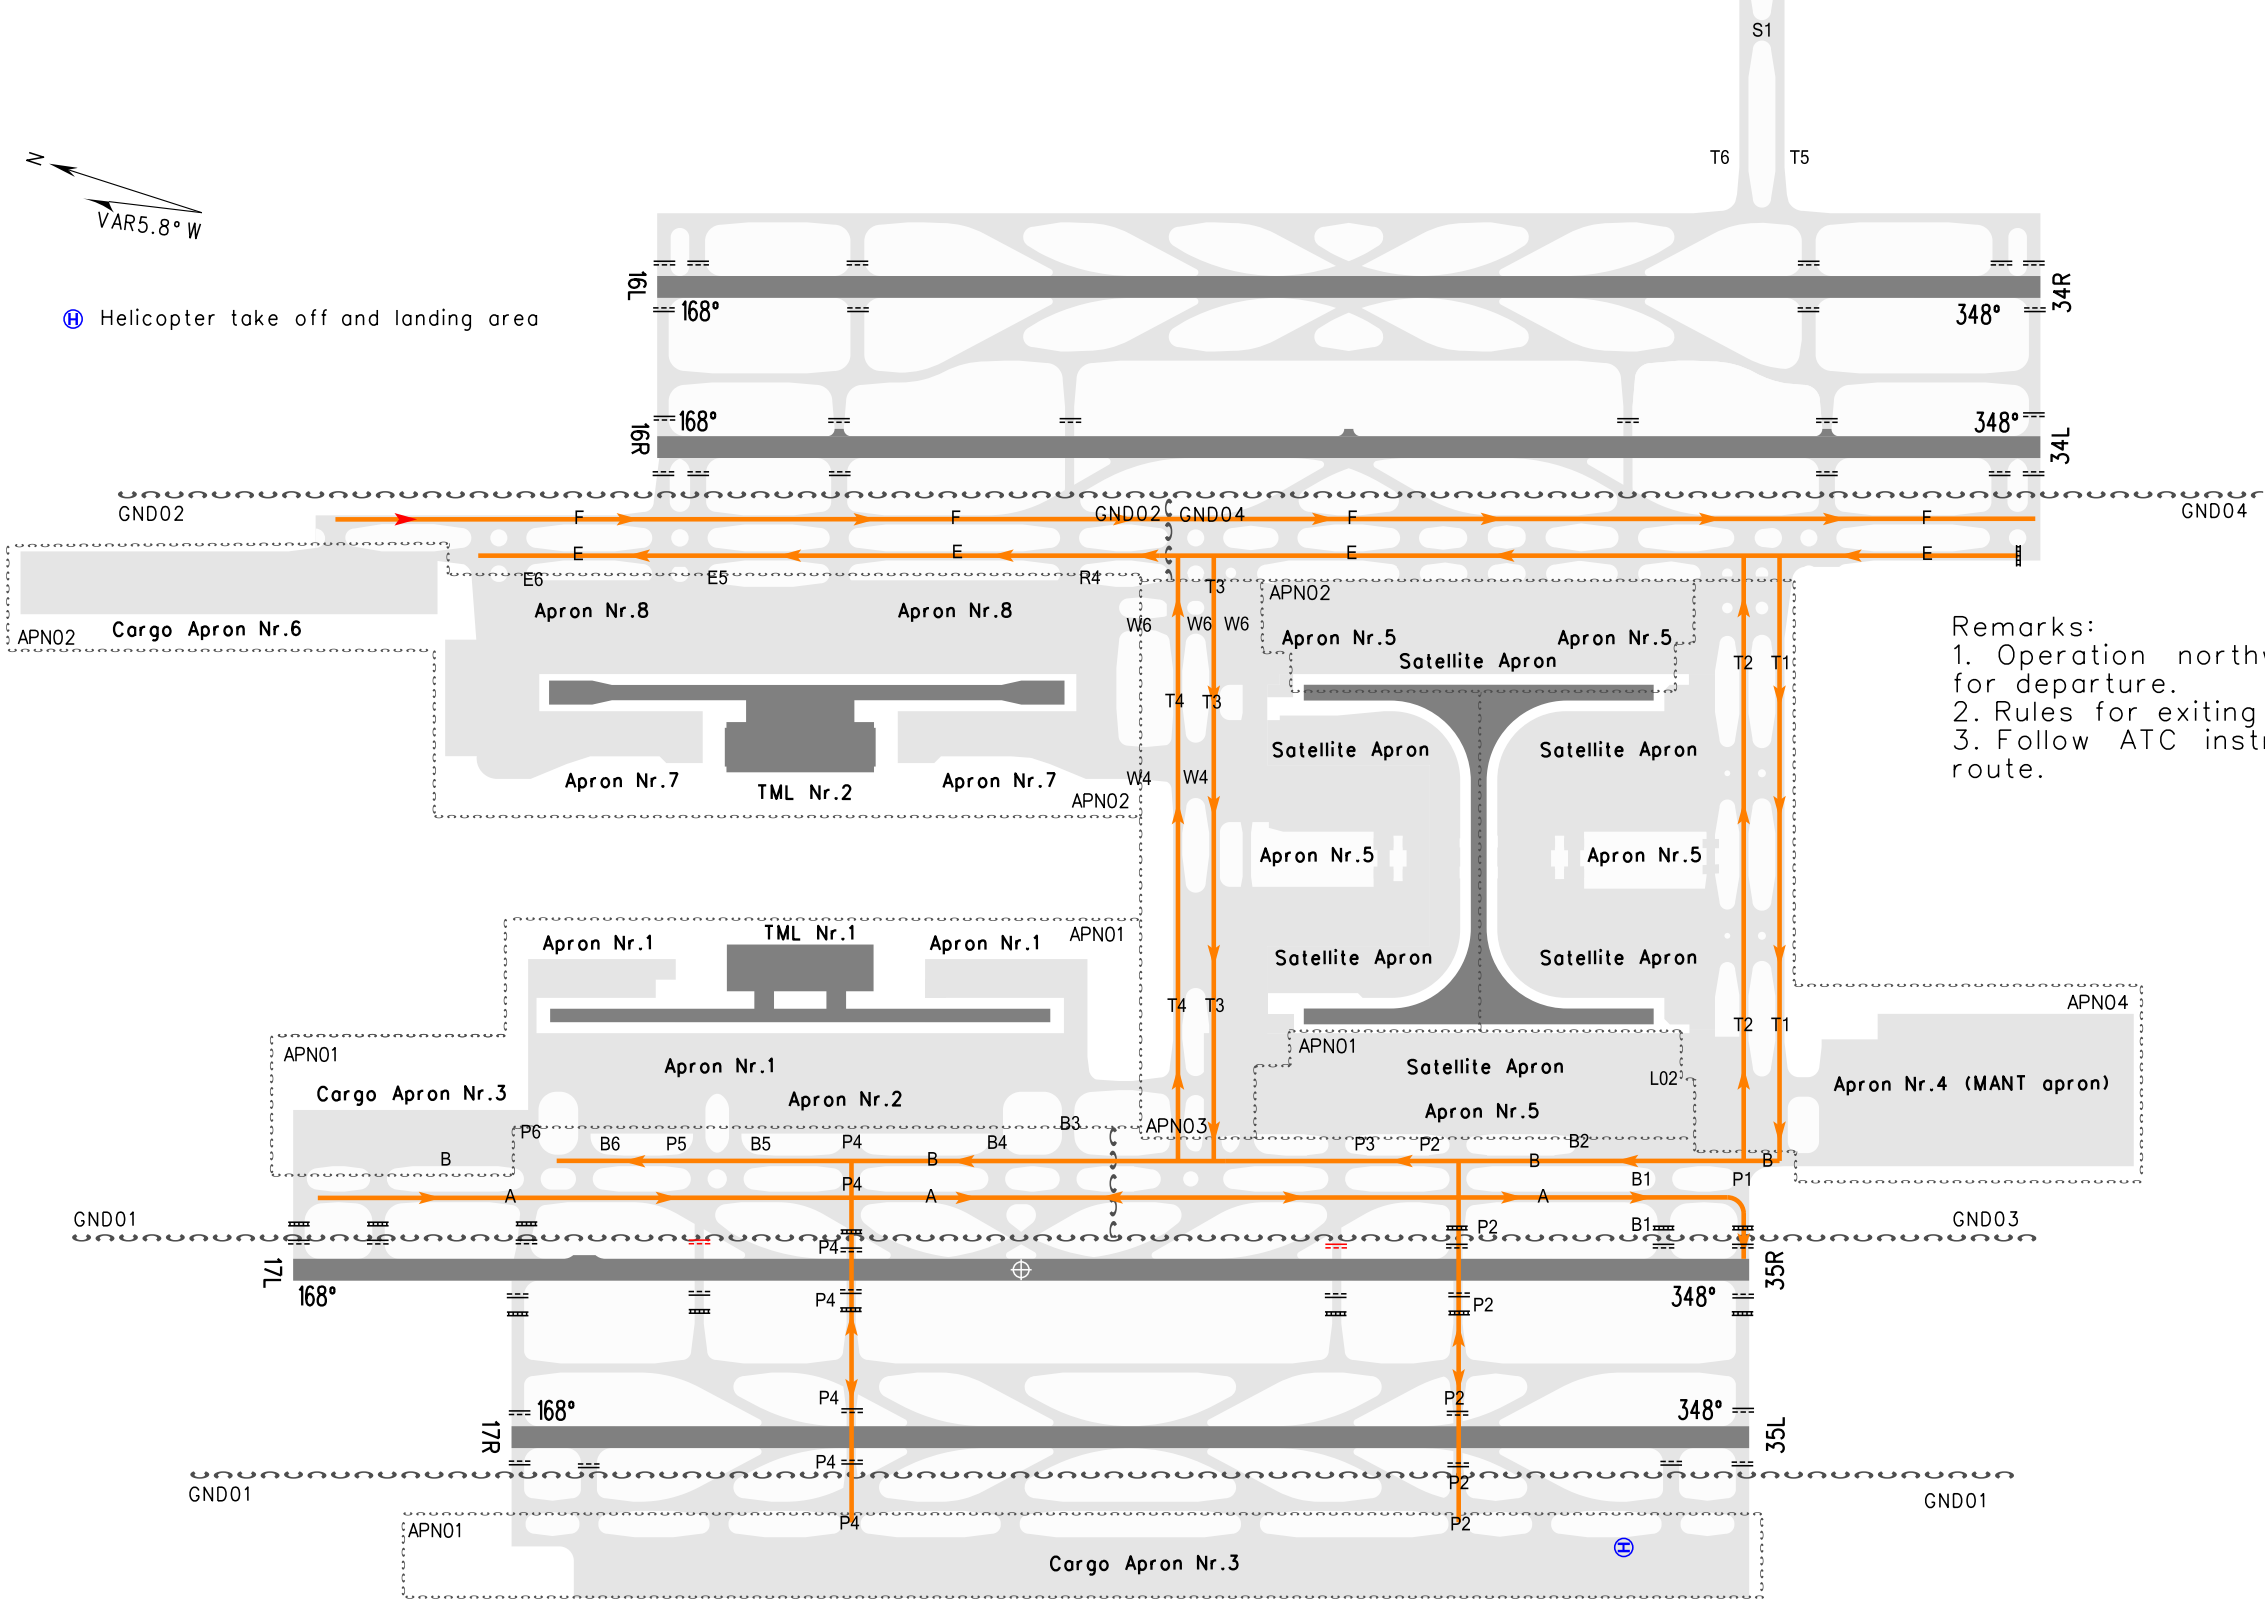 S1
N
T6 T5
VAR5.8°W
16L 34R
168° 348°
Ⓗ Helicopter take off and landing area
168° 348°
16R 34L
GND02 GND02 GND04 GND04
F F F F
E E E E
E6 E5 R4 T3 APN02
Apron Nr.8 Apron Nr.8
Cargo Apron Nr.6
APN02
W6 W6 W6
Apron Nr.5 Apron Nr.5
Satellite Apron
T2 T1
Remarks:
1. Operation north
for departure.
2. Rules for exiting
3. Follow ATC inst
route.
T4 T3
Satellite Apron Satellite Apron
Apron Nr.7 Apron Nr.7
TML Nr.2
W4 W4
APN02
Apron Nr.5 Apron Nr.5
TML Nr.1
Apron Nr.1 Apron Nr.1
APN01
Satellite Apron Satellite Apron
T4 T3
APN04
T2 T1
APN01
APN01
Apron Nr.1
Satellite Apron
L02
Cargo Apron Nr.3
Apron Nr.2
Apron Nr.4 (MANT apron)
Apron Nr.5
B3
APN03
P6
B6 P5 B5 P4 B4 P3 P2 B2
B B B B
P4 B1 P1
A A A
GND01 GND03
P2 B1
P4
17L 35R
168° 348°
P4 P2
P4 P2
168° 348°
17R 35L
P4
P2
GND01 GND01
P4 P2
APN01
Ⓗ
Cargo Apron Nr.3